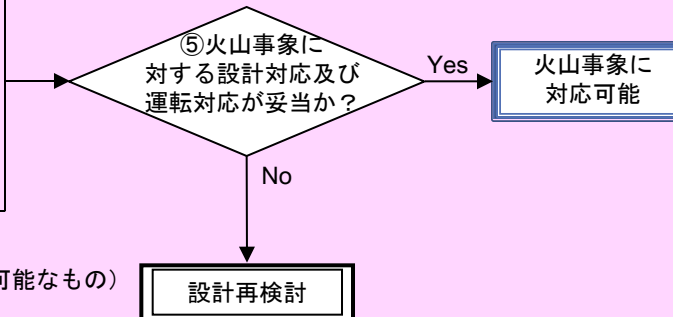 ⑤火山事象に
対する設計対応及び
運転対応が妥当か？
Yes
火山事象に
対応可能
No
可能なもの）
設計再検討